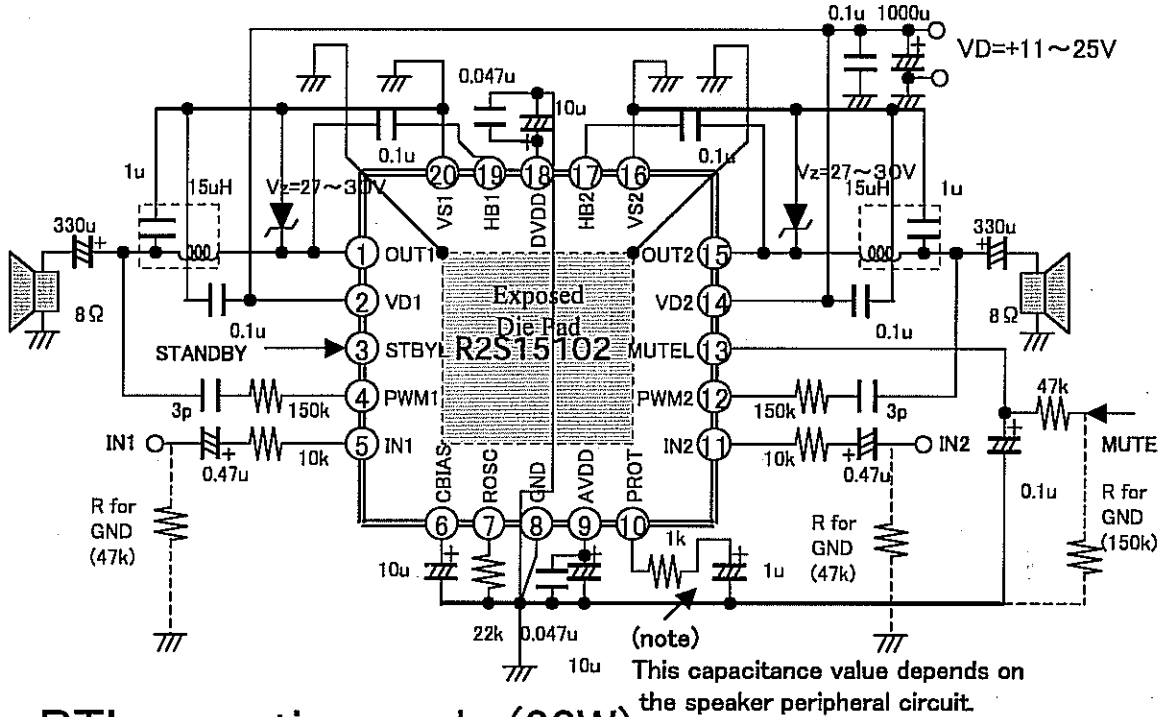 0.1u 1000u
VD=+11～25V
0.047u
10u
0.1u
0.1u
1u
15uH
Vz=27～30V
Vz=27～30V
15uH
1u
330u
330u
20
19
18
17
16
VS1
HB1
DVDD
HB2
VS2
1
OUT1
OUT2
15
2
VD1
VD2
14
Exposed
Die Pad
R2S15102
8Ω
0.1u
0.1u
8Ω
STANDBY
3
STBYL
MUTEL
13
4
PWM1
PWM2
12
3p
150k
150k
3p
47k
MUTE
IN1
5
IN1
IN2
11
IN2
0.47u
10k
10k
0.47u
0.1u
CBIAS
ROSC
GND
AVDD
PROT
6
7
8
9
10
R for
GND
(47k)
R for
GND
(47k)
R for
GND
(150k)
10u
1k
1u
22k
0.047u
10u
(note)
This capacitance value depends on
the speaker peripheral circuit.